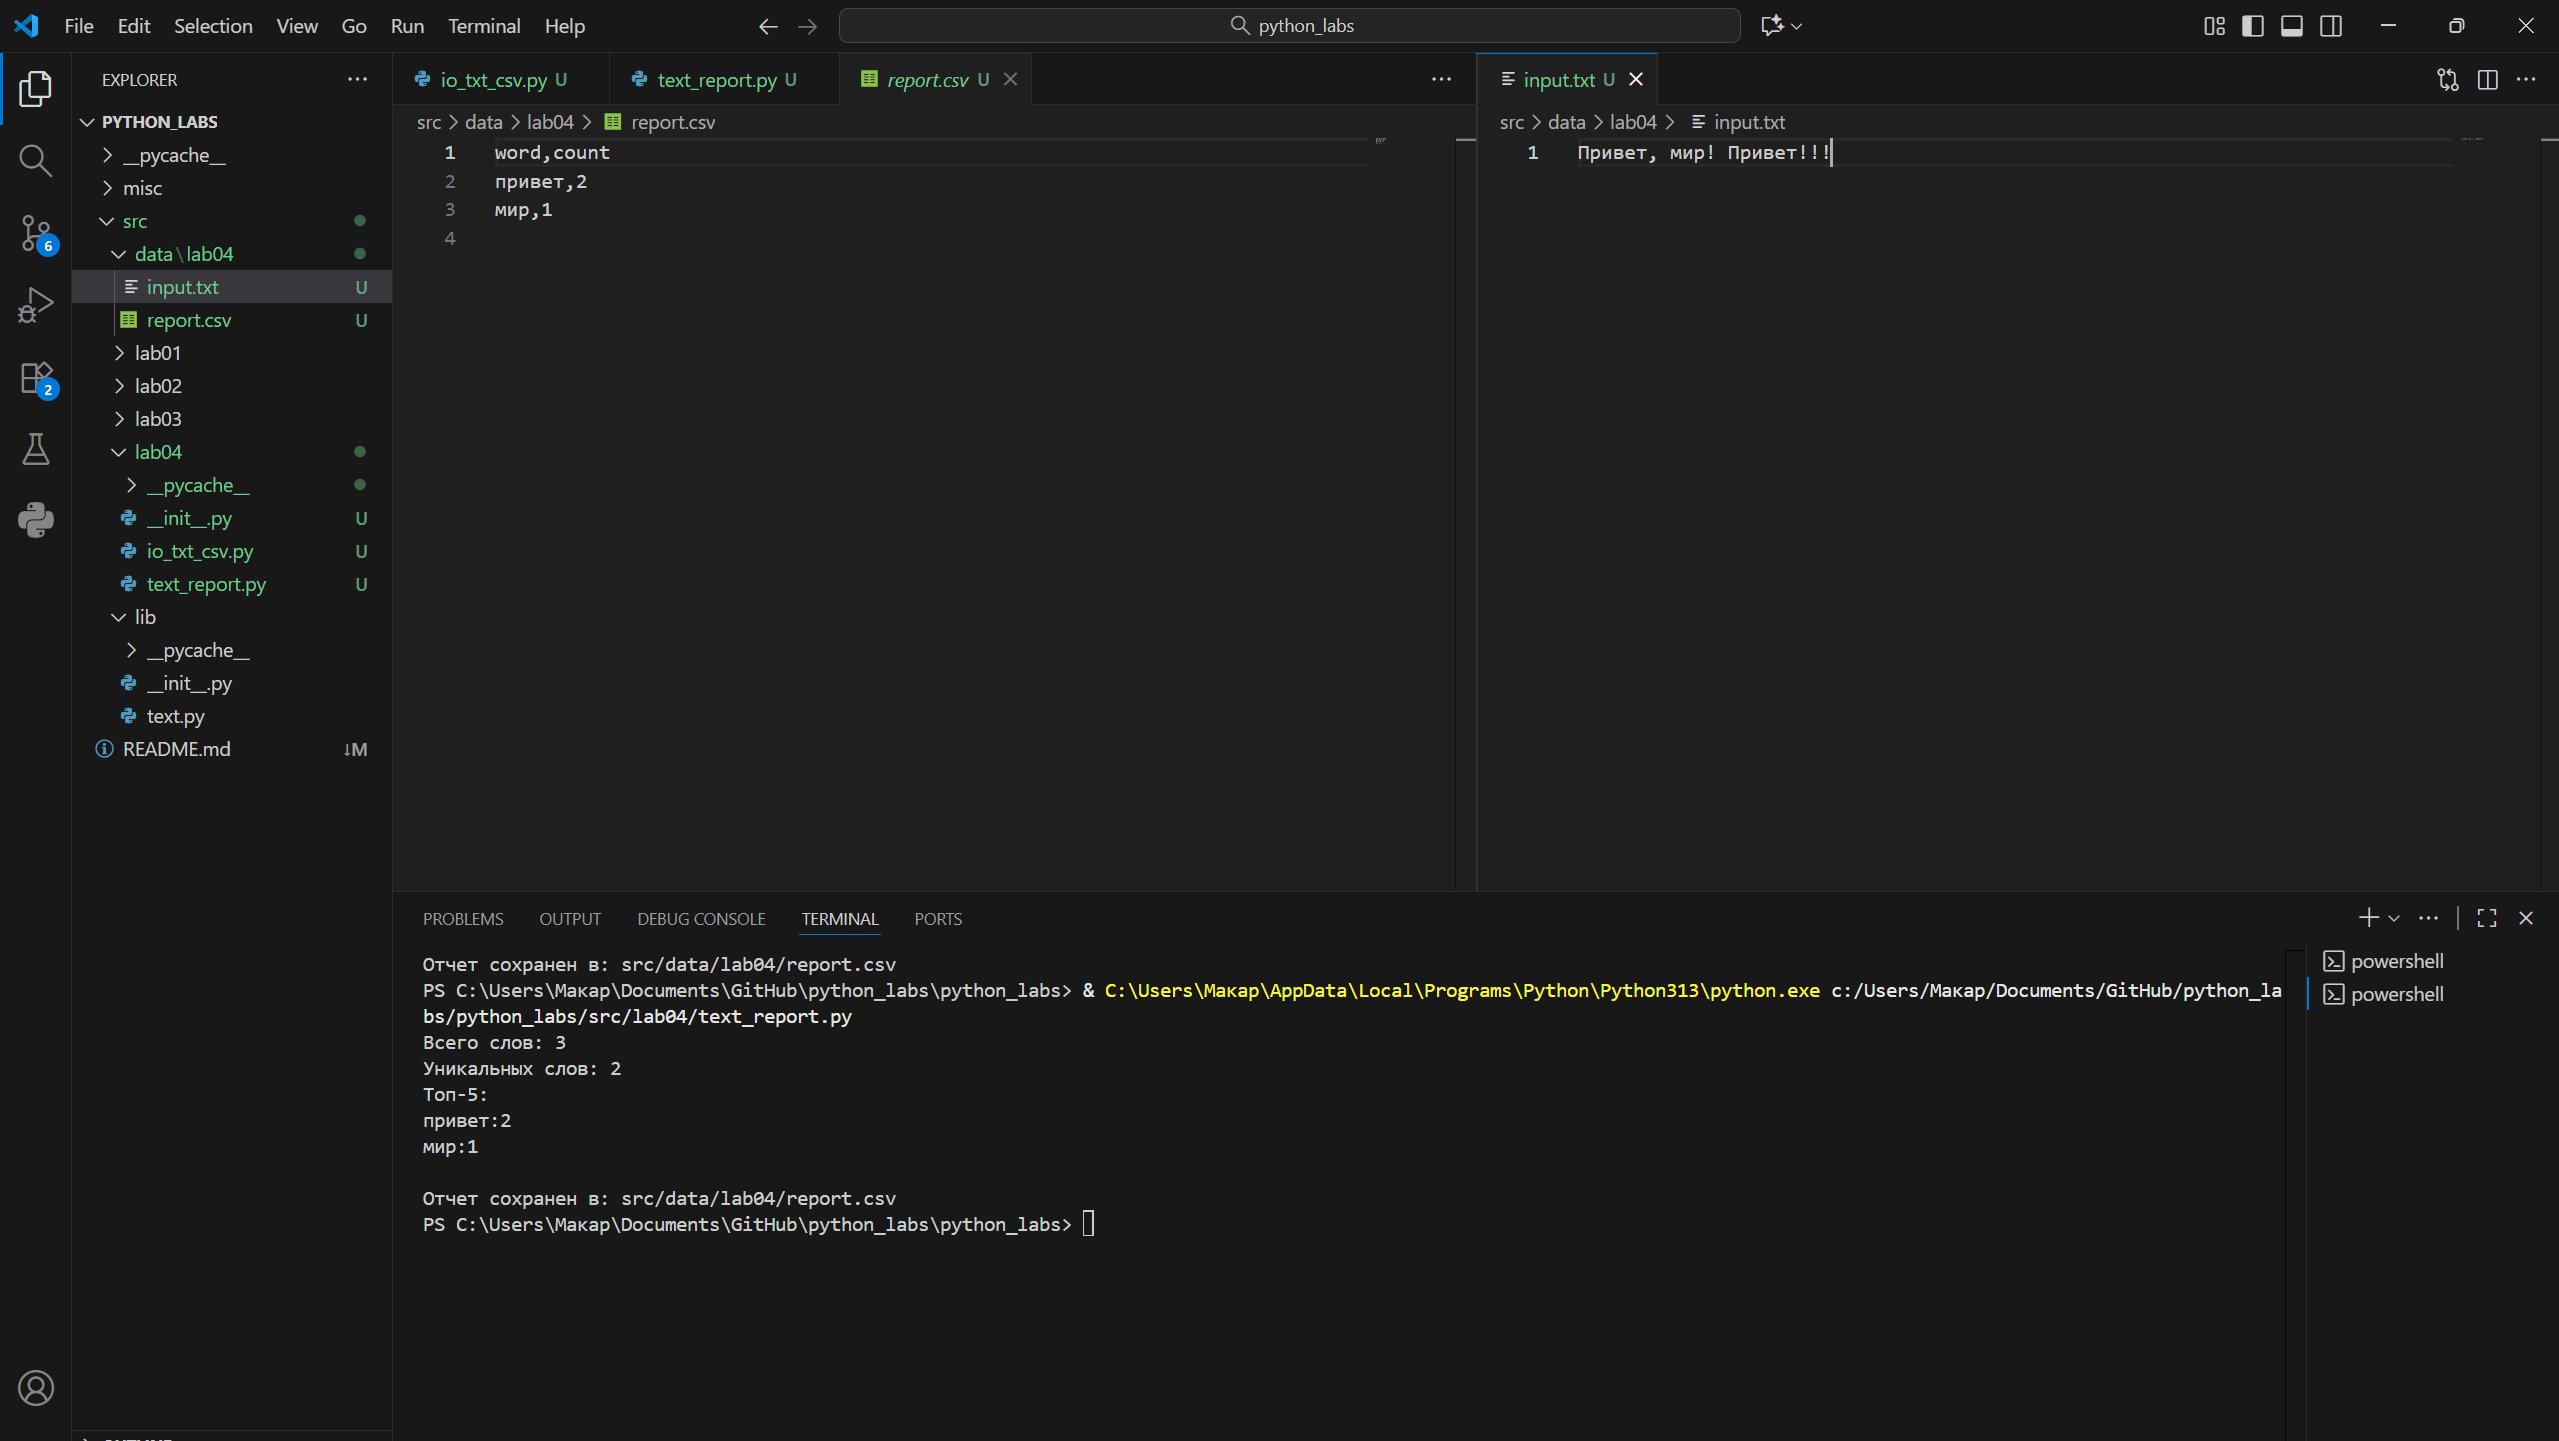 File Edit Selection View Go Run Terminal Help
python_labs
EXPLORER
PYTHON_LABS
__pycache__
misc
src
data\lab04
input.txt U
report.csv U
lab01
lab02
lab03
lab04
__pycache__
__init__.py U
io_txt_csv.py U
text_report.py U
lib
__pycache__
__init__.py
text.py
README.md ↓M
6
2
io_txt_csv.py U text_report.py U report.csv U
src > data > lab04 > report.csv
1 word,count
2 привет,2
3 мир,1
4
input.txt U
src > data > lab04 > input.txt
1 Привет, мир! Привет!!!
PROBLEMS OUTPUT DEBUG CONSOLE TERMINAL PORTS
Отчет сохранен в: src/data/lab04/report.csv
PS C:\Users\Макар\Documents\GitHub\python_labs\python_labs> & C:\Users\Макар\AppData\Local\Programs\Python\Python313\python.exe c:/Users/Макар/Documents/GitHub/python_la
bs/python_labs/src/lab04/text_report.py
Всего слов: 3
Уникальных слов: 2
Топ-5:
привет:2
мир:1
Отчет сохранен в: src/data/lab04/report.csv
PS C:\Users\Макар\Documents\GitHub\python_labs\python_labs>
powershell
powershell